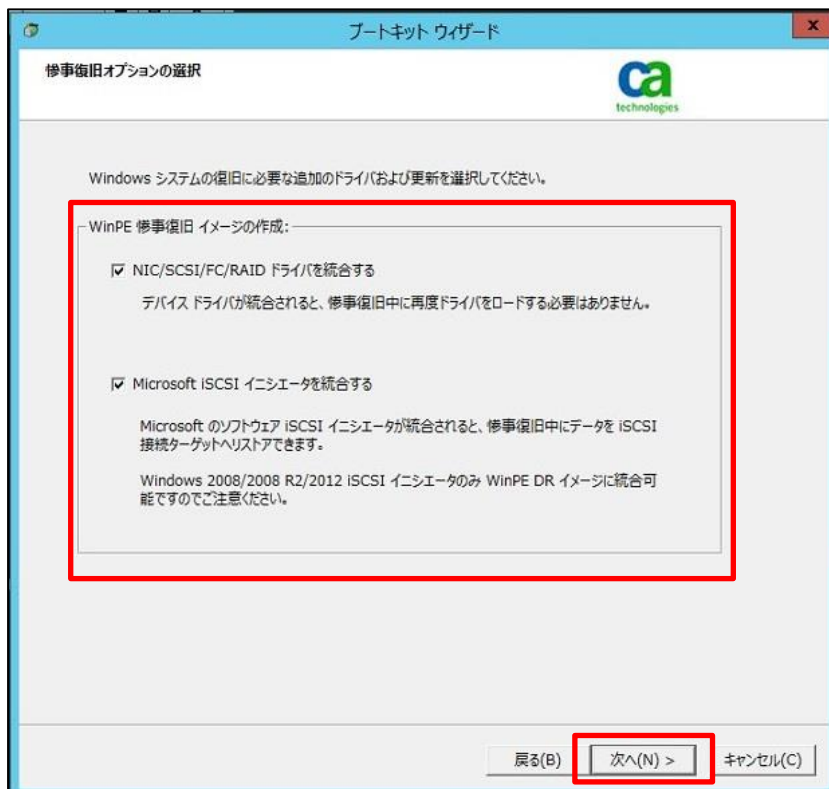 ブートキット ウィザード
x
惨事復旧オプションの選択
ca
technologies
Windows システムの復旧に必要な追加のドライバおよび更新を選択してください。
WinPE 惨事復旧 イメージの作成:
NIC/SCSI/FC/RAID ドライバを統合する
デバイス ドライバが統合されると、惨事復旧中に再度ドライバをロードする必要はありません。
Microsoft iSCSI イニシエータを統合する
Microsoft のソフトウェア iSCSI イニシエータが統合されると、惨事復旧中にデータを iSCSI
接続ターゲットへリストアできます。
Windows 2008/2008 R2/2012 iSCSI イニシエータのみ WinPE DR イメージに統合可
能ですのでご注意ください。
戻る(B) 次へ(N) > キャンセル(C)